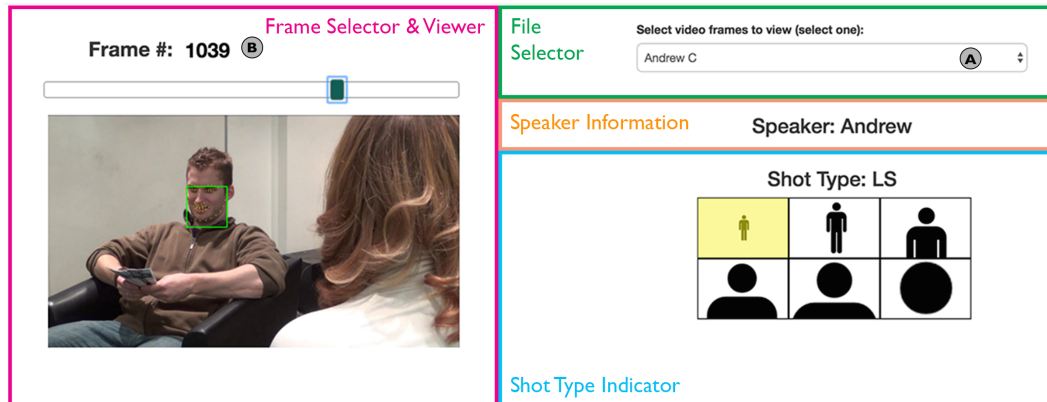 Frame Selector & Viewer
Frame #: 1039
B
File
Selector
Select video frames to view (select one):
Andrew C
A
Speaker Information
Speaker: Andrew
Shot Type: LS
Shot Type Indicator